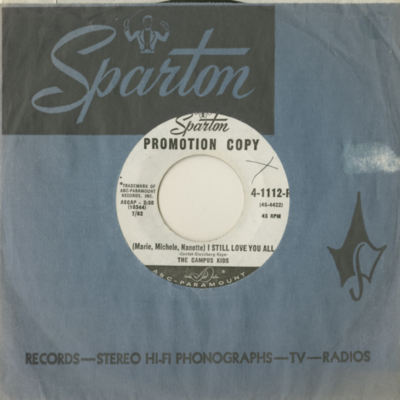 Sparton
Sparton
PROMOTION COPY
*TRADEMARK OF
ABC-PARAMOUNT
RECORDS, INC.
4-1112-R
(45-4422)
ASCAP - 2:20
(10344)
7/62
45 RPM
(Marie, Michele, Nanette) I STILL LOVE YOU ALL
THE CAMPUS KIDS
ABC-PARAMOUNT
RECORDS—STEREO HI-FI PHONOGRAPHS—TV—RADIOS